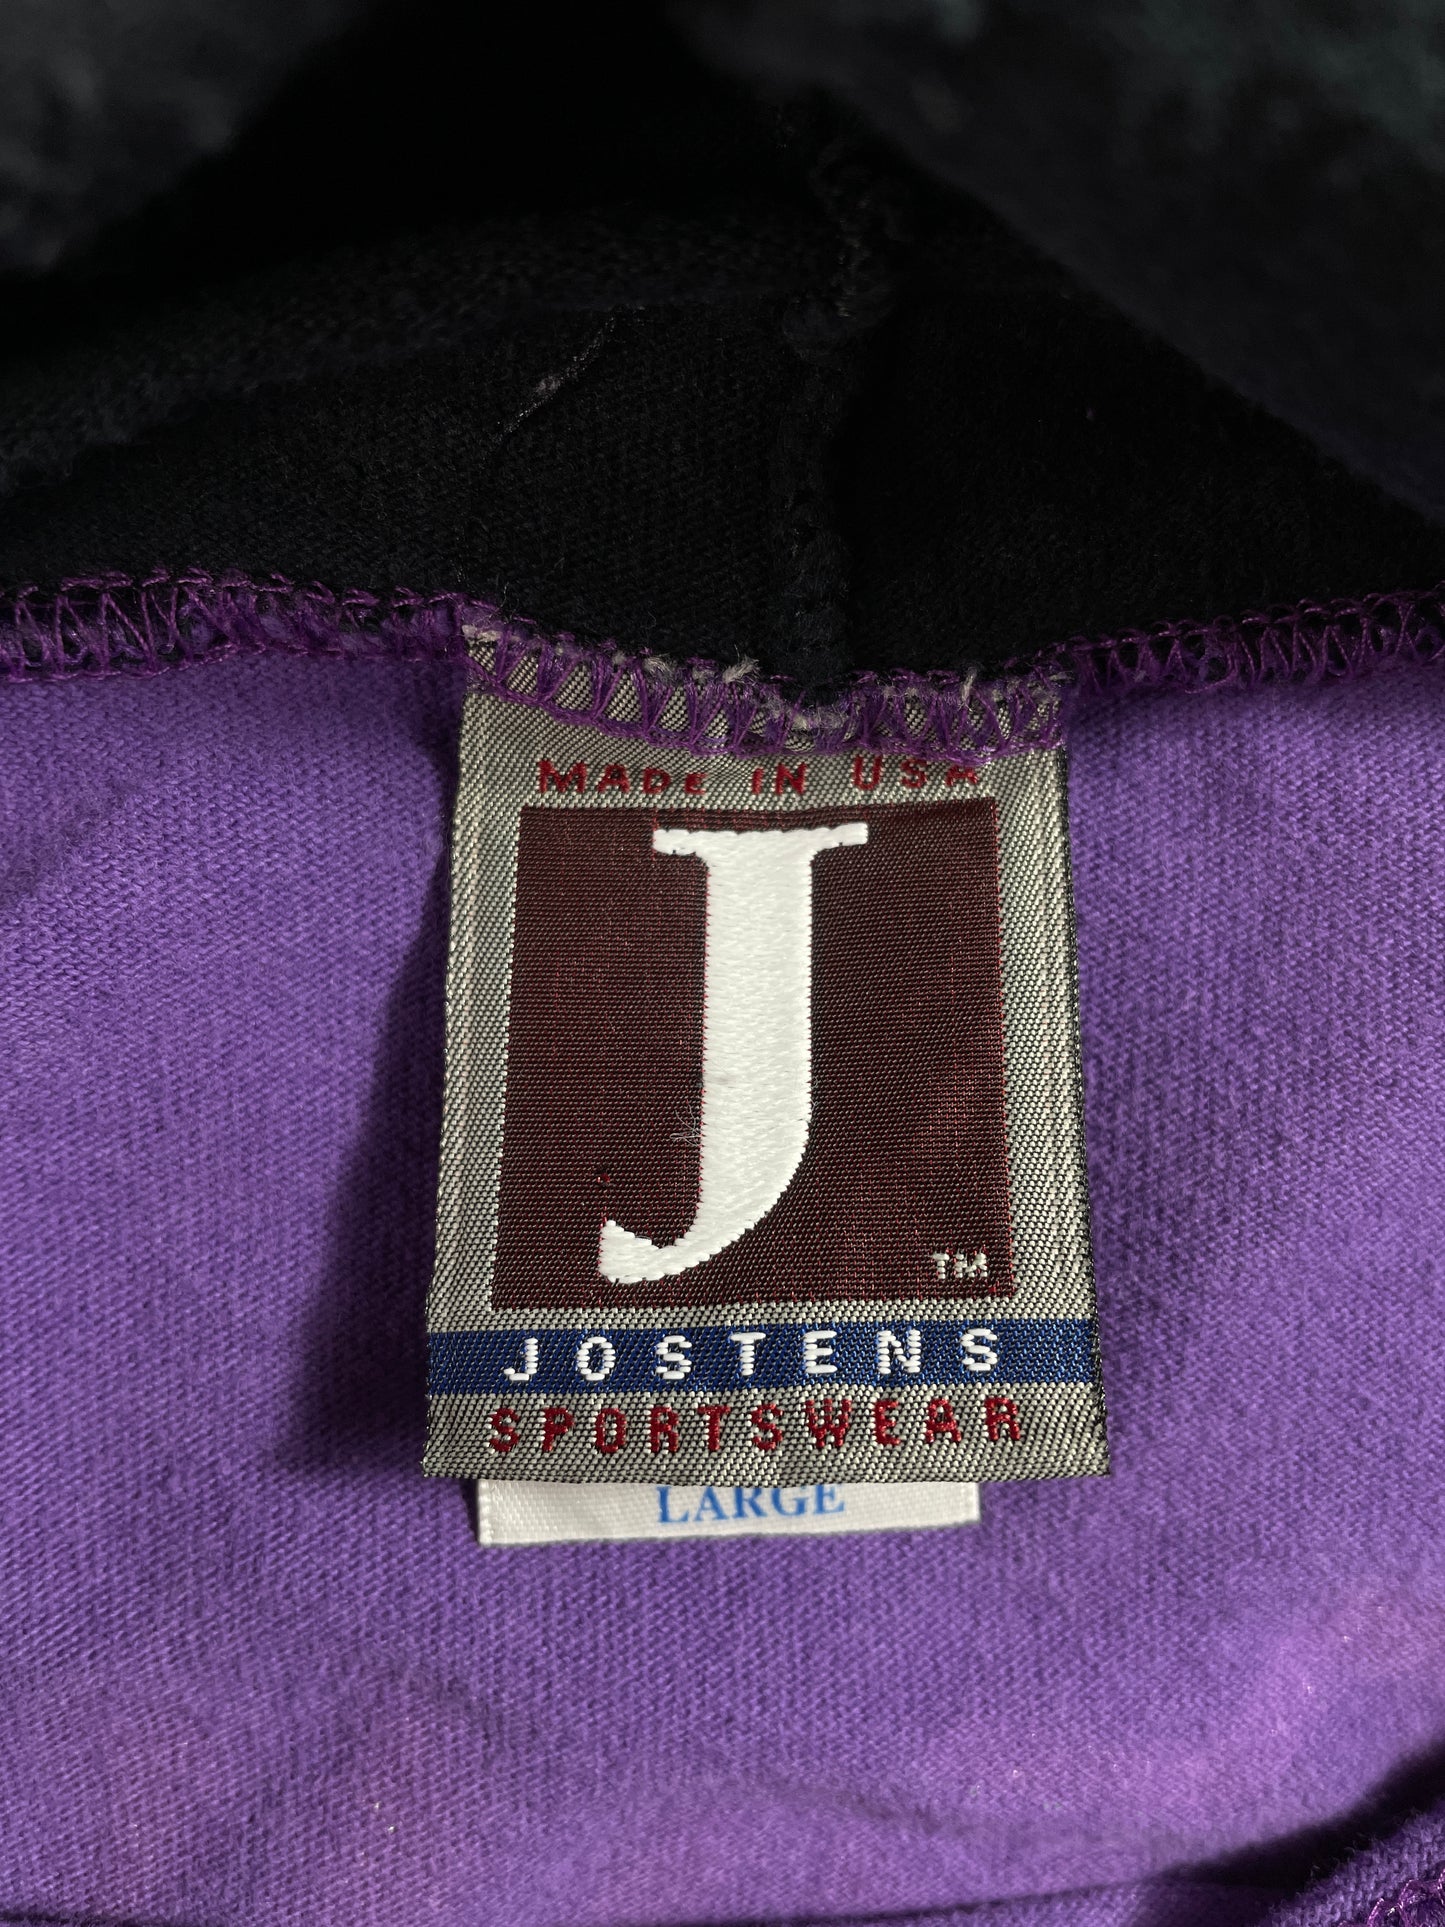 MADE IN USA
J
TM
JOSTENS
SPORTSWEAR
LARGE